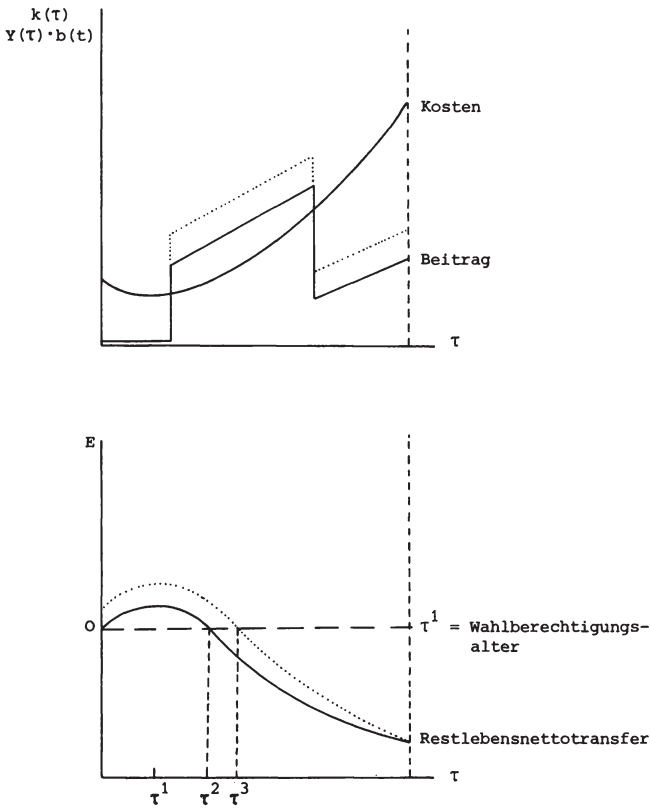 k(τ)
Y(τ)·b(t)
Kosten
Beitrag
τ
E
O
τ¹ = Wahlberechtigungs-
alter
Restlebensnettotransfer
τ
τ¹ τ² τ³